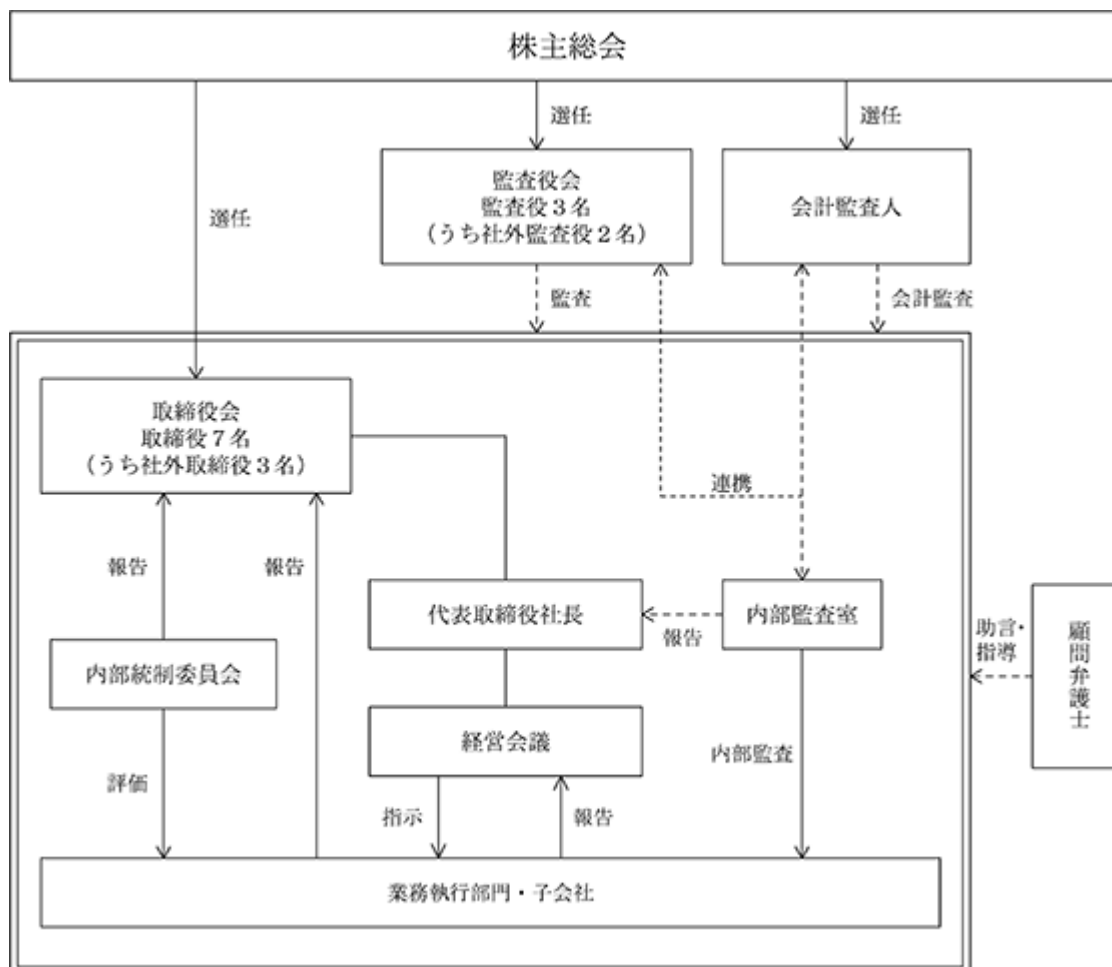 株主総会
選任
選任
選任
監査役会
監査役3名
(うち社外監査役2名)
会計監査人
監査
会計監査
取締役会
取締役7名
(うち社外取締役3名)
連携
報告
報告
代表取締役社長
報告
内部監査室
助言・
指導
顧問弁護士
内部統制委員会
経営会議
評価
指示
報告
内部監査
業務執行部門・子会社